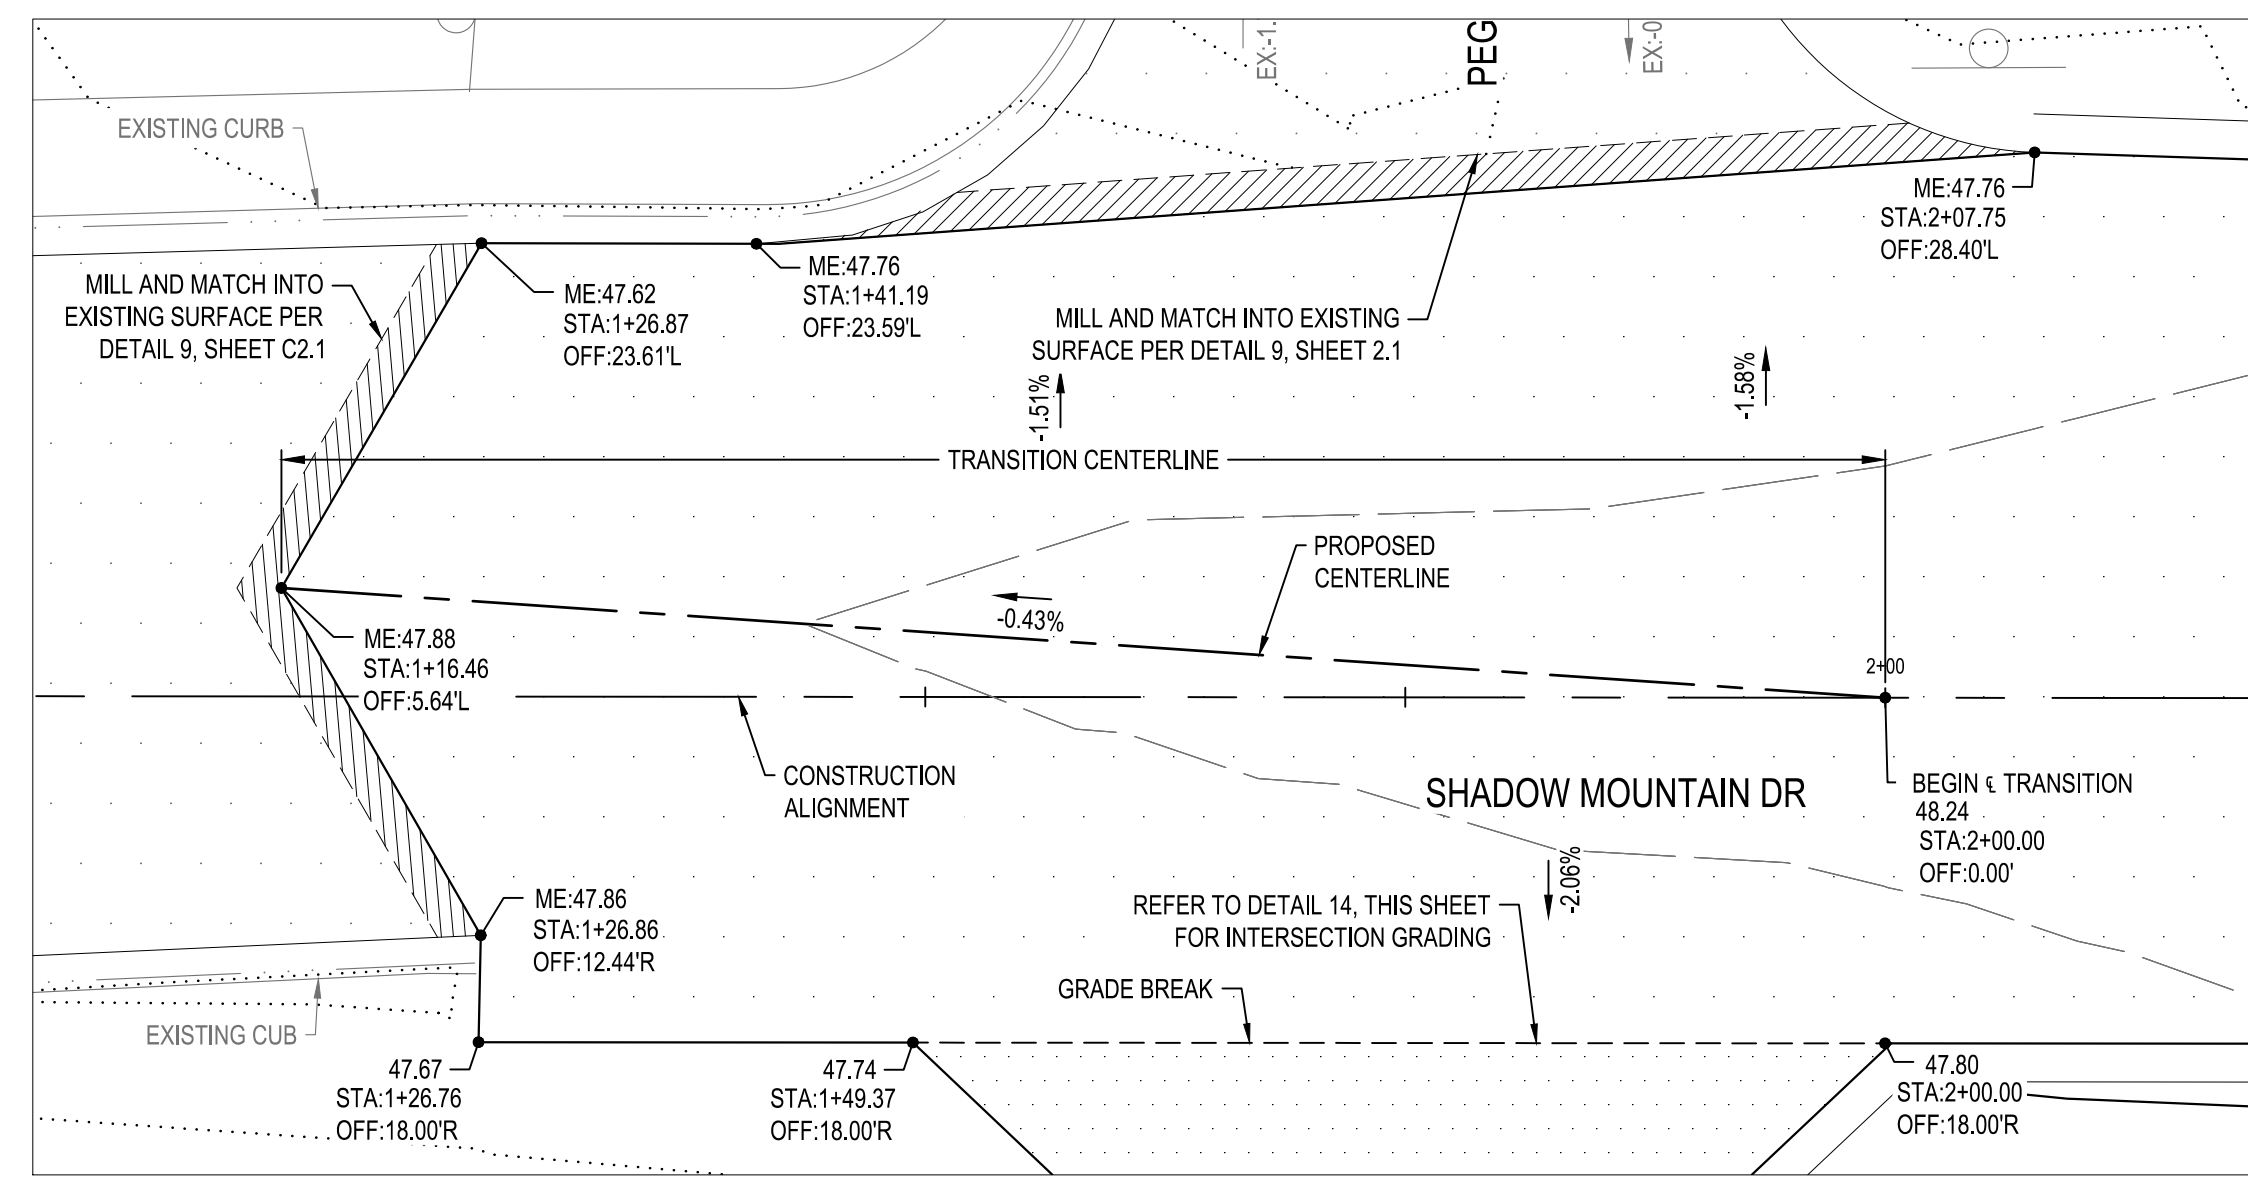 EX:-1.
PEG
EX:-0
EXISTING CURB
ME:47.76
STA:2+07.75
OFF:28.40'L
MILL AND MATCH INTO
EXISTING SURFACE PER
DETAIL 9, SHEET C2.1
ME:47.62
STA:1+26.87
OFF:23.61'L
ME:47.76
STA:1+41.19
OFF:23.59'L
MILL AND MATCH INTO EXISTING
SURFACE PER DETAIL 9, SHEET 2.1
-1.51%
-1.58%
TRANSITION CENTERLINE
PROPOSED
CENTERLINE
-0.43%
ME:47.88
STA:1+16.46
OFF:5.64'L
2+00
CONSTRUCTION
ALIGNMENT
SHADOW MOUNTAIN DR
BEGIN ℄ TRANSITION
48.24
STA:2+00.00
OFF:0.00'
-2.06%
ME:47.86
STA:1+26.86
OFF:12.44'R
REFER TO DETAIL 14, THIS SHEET
FOR INTERSECTION GRADING
GRADE BREAK
EXISTING CUB
47.67
STA:1+26.76
OFF:18.00'R
47.74
STA:1+49.37
OFF:18.00'R
47.80
STA:2+00.00
OFF:18.00'R